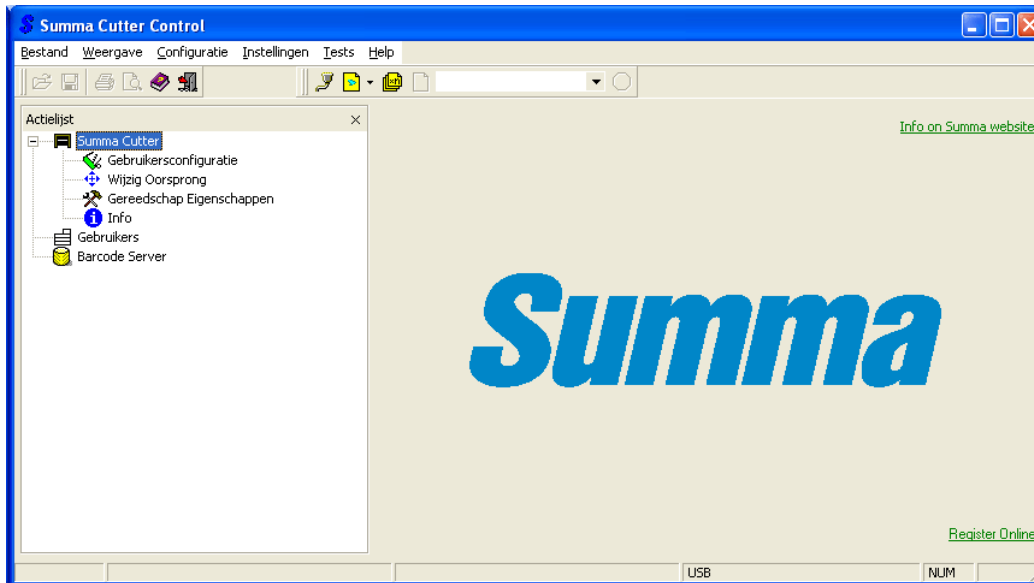 Summa Cutter Control
Bestand Weergave Configuratie Instellingen Tests Help
Actielijst
Info on Summa website
Summa Cutter
Gebruikersconfiguratie
Wijzig Oorsprong
Gereedschap Eigenschappen
Info
Gebruikers
Barcode Server
Summa
Register Online
USB NUM